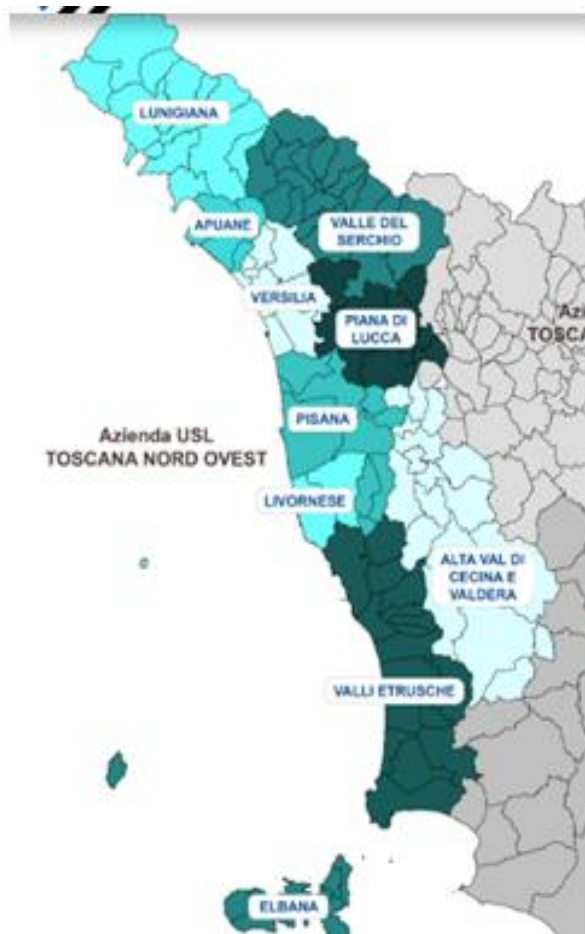 LUNIGIANA
APUANE
VALLE DEL
SERCHIO
VERSILIA
PIANA DI
LUCCA
PISANA
Azienda USL
TOSCANA NORD OVEST
LIVORNESE
ALTA VAL DI
CECINA E
VALDERA
VALLI ETRUSCHE
ELBANA